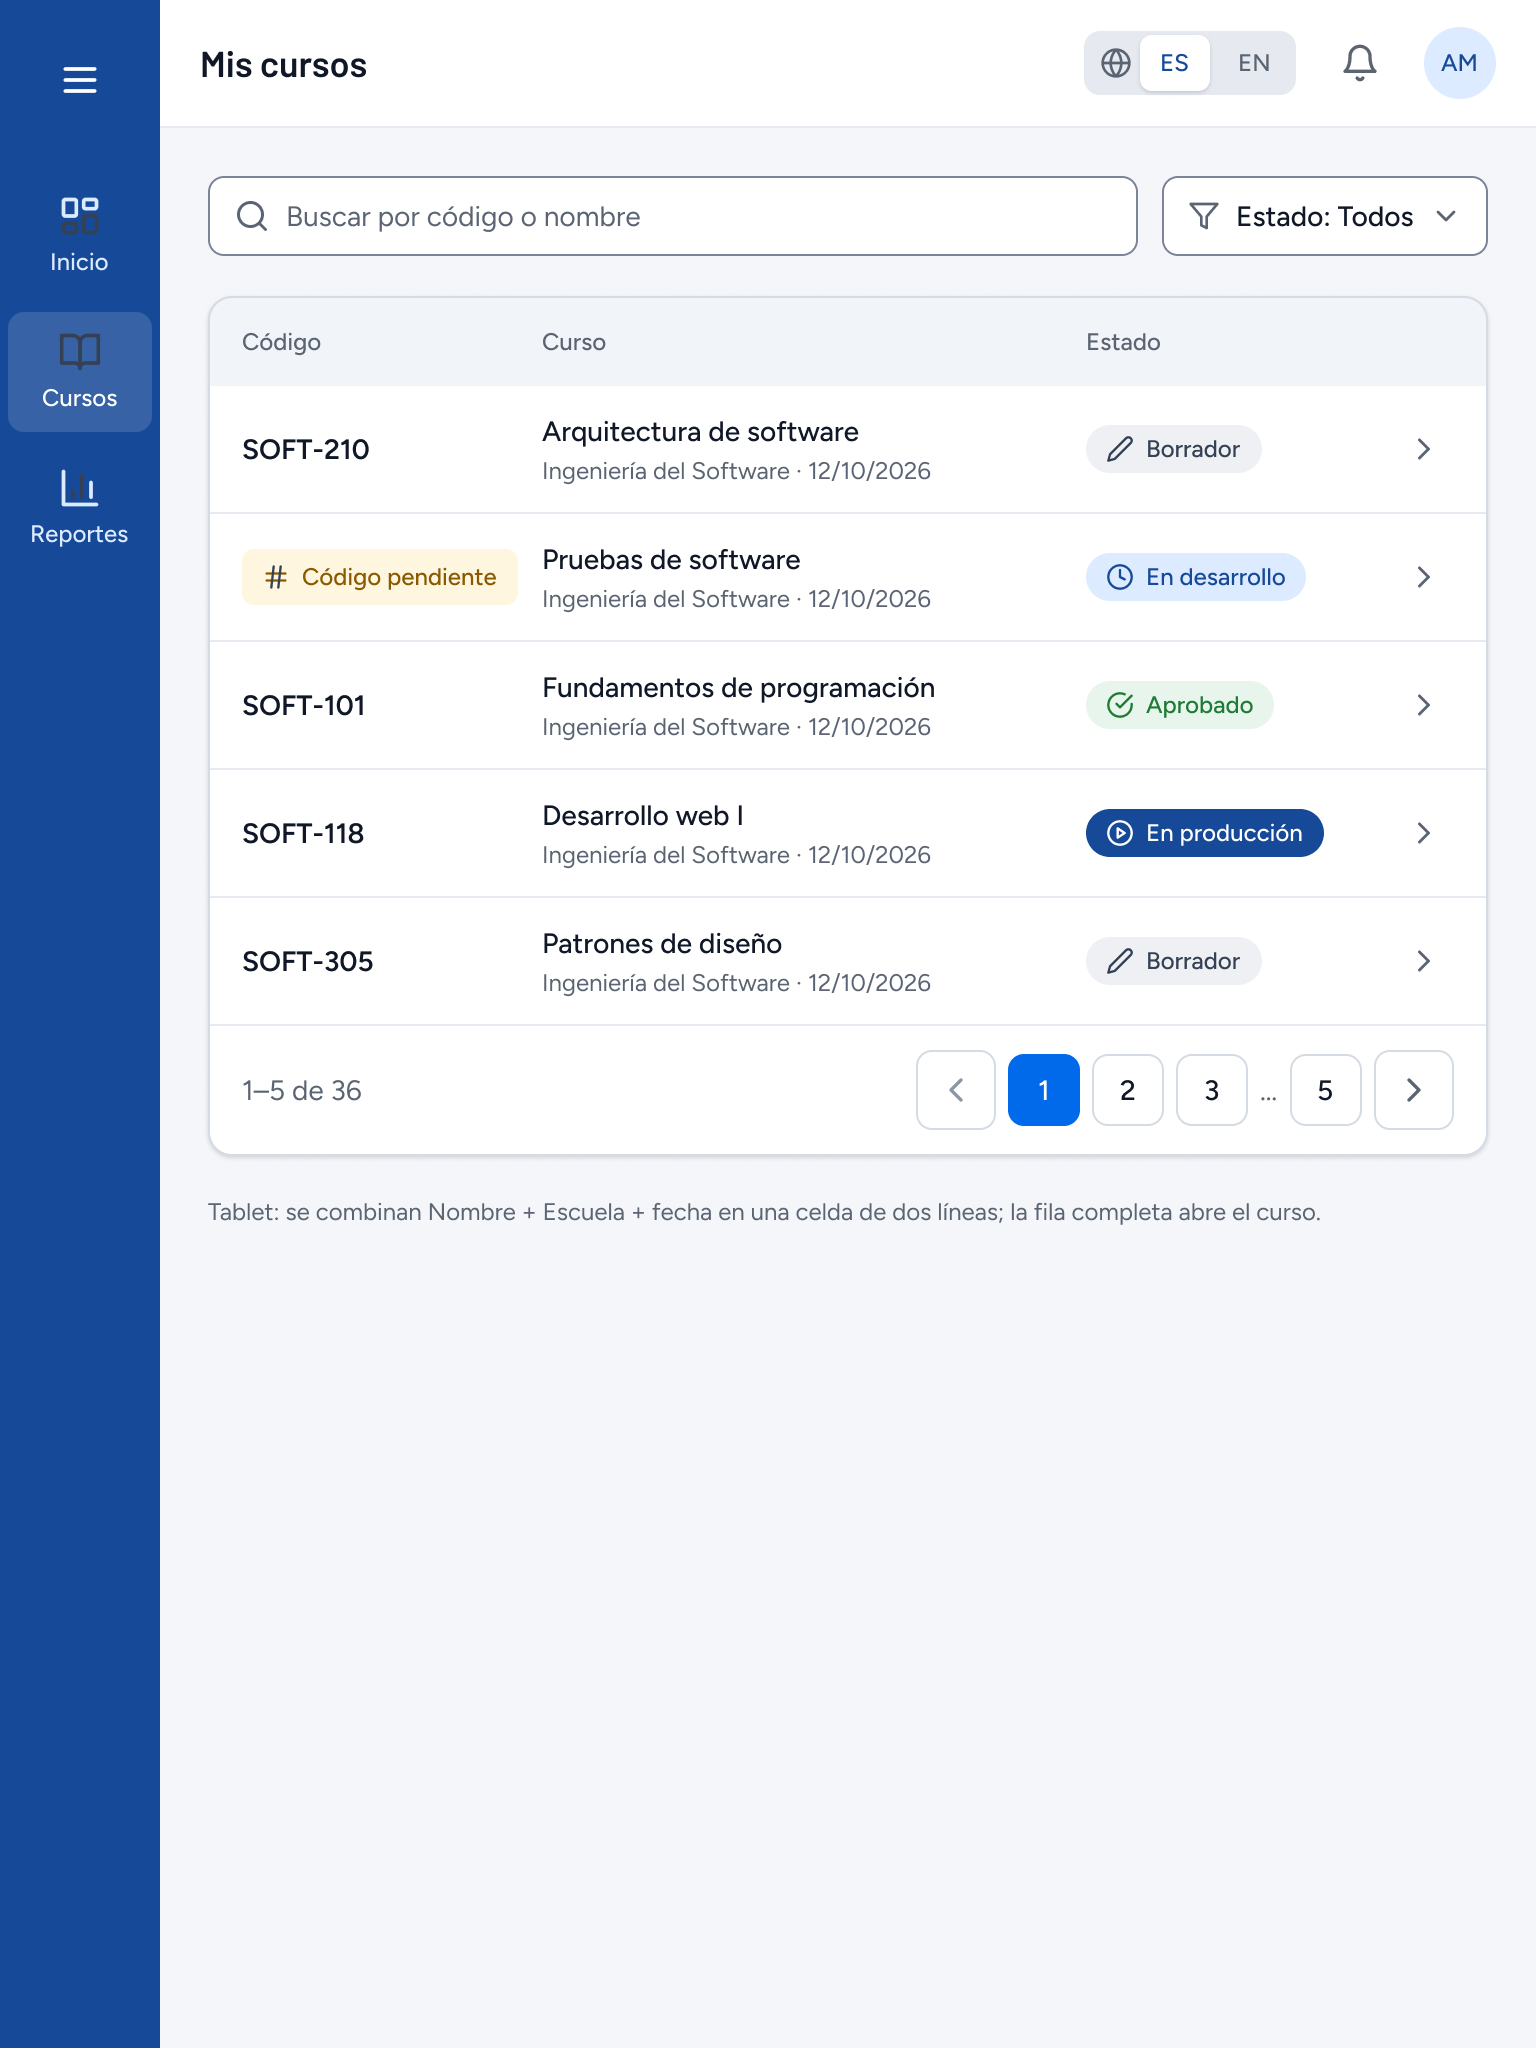 Mis cursos
ES
EN
AM
Inicio
Cursos
Reportes
Buscar por código o nombre
Estado: Todos
Código
Curso
Estado
SOFT-210
Arquitectura de software
Ingeniería del Software · 12/10/2026
Borrador
# Código pendiente
Pruebas de software
Ingeniería del Software · 12/10/2026
En desarrollo
SOFT-101
Fundamentos de programación
Ingeniería del Software · 12/10/2026
Aprobado
SOFT-118
Desarrollo web I
Ingeniería del Software · 12/10/2026
En producción
SOFT-305
Patrones de diseño
Ingeniería del Software · 12/10/2026
Borrador
1–5 de 36
1 2 3 ... 5
Tablet: se combinan Nombre + Escuela + fecha en una celda de dos líneas; la fila completa abre el curso.